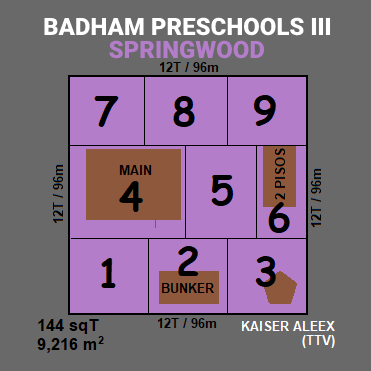 BADHAM PRESCHOOLS III
SPRINGWOOD
12T / 96m
7 8 9
12T / 96m
MAIN
4
5
2 PISOS
6
12T / 96m
1
2
BUNKER
3
144 sqT
9,216 m²
12T / 96m
KAISER ALEEX
(TTV)